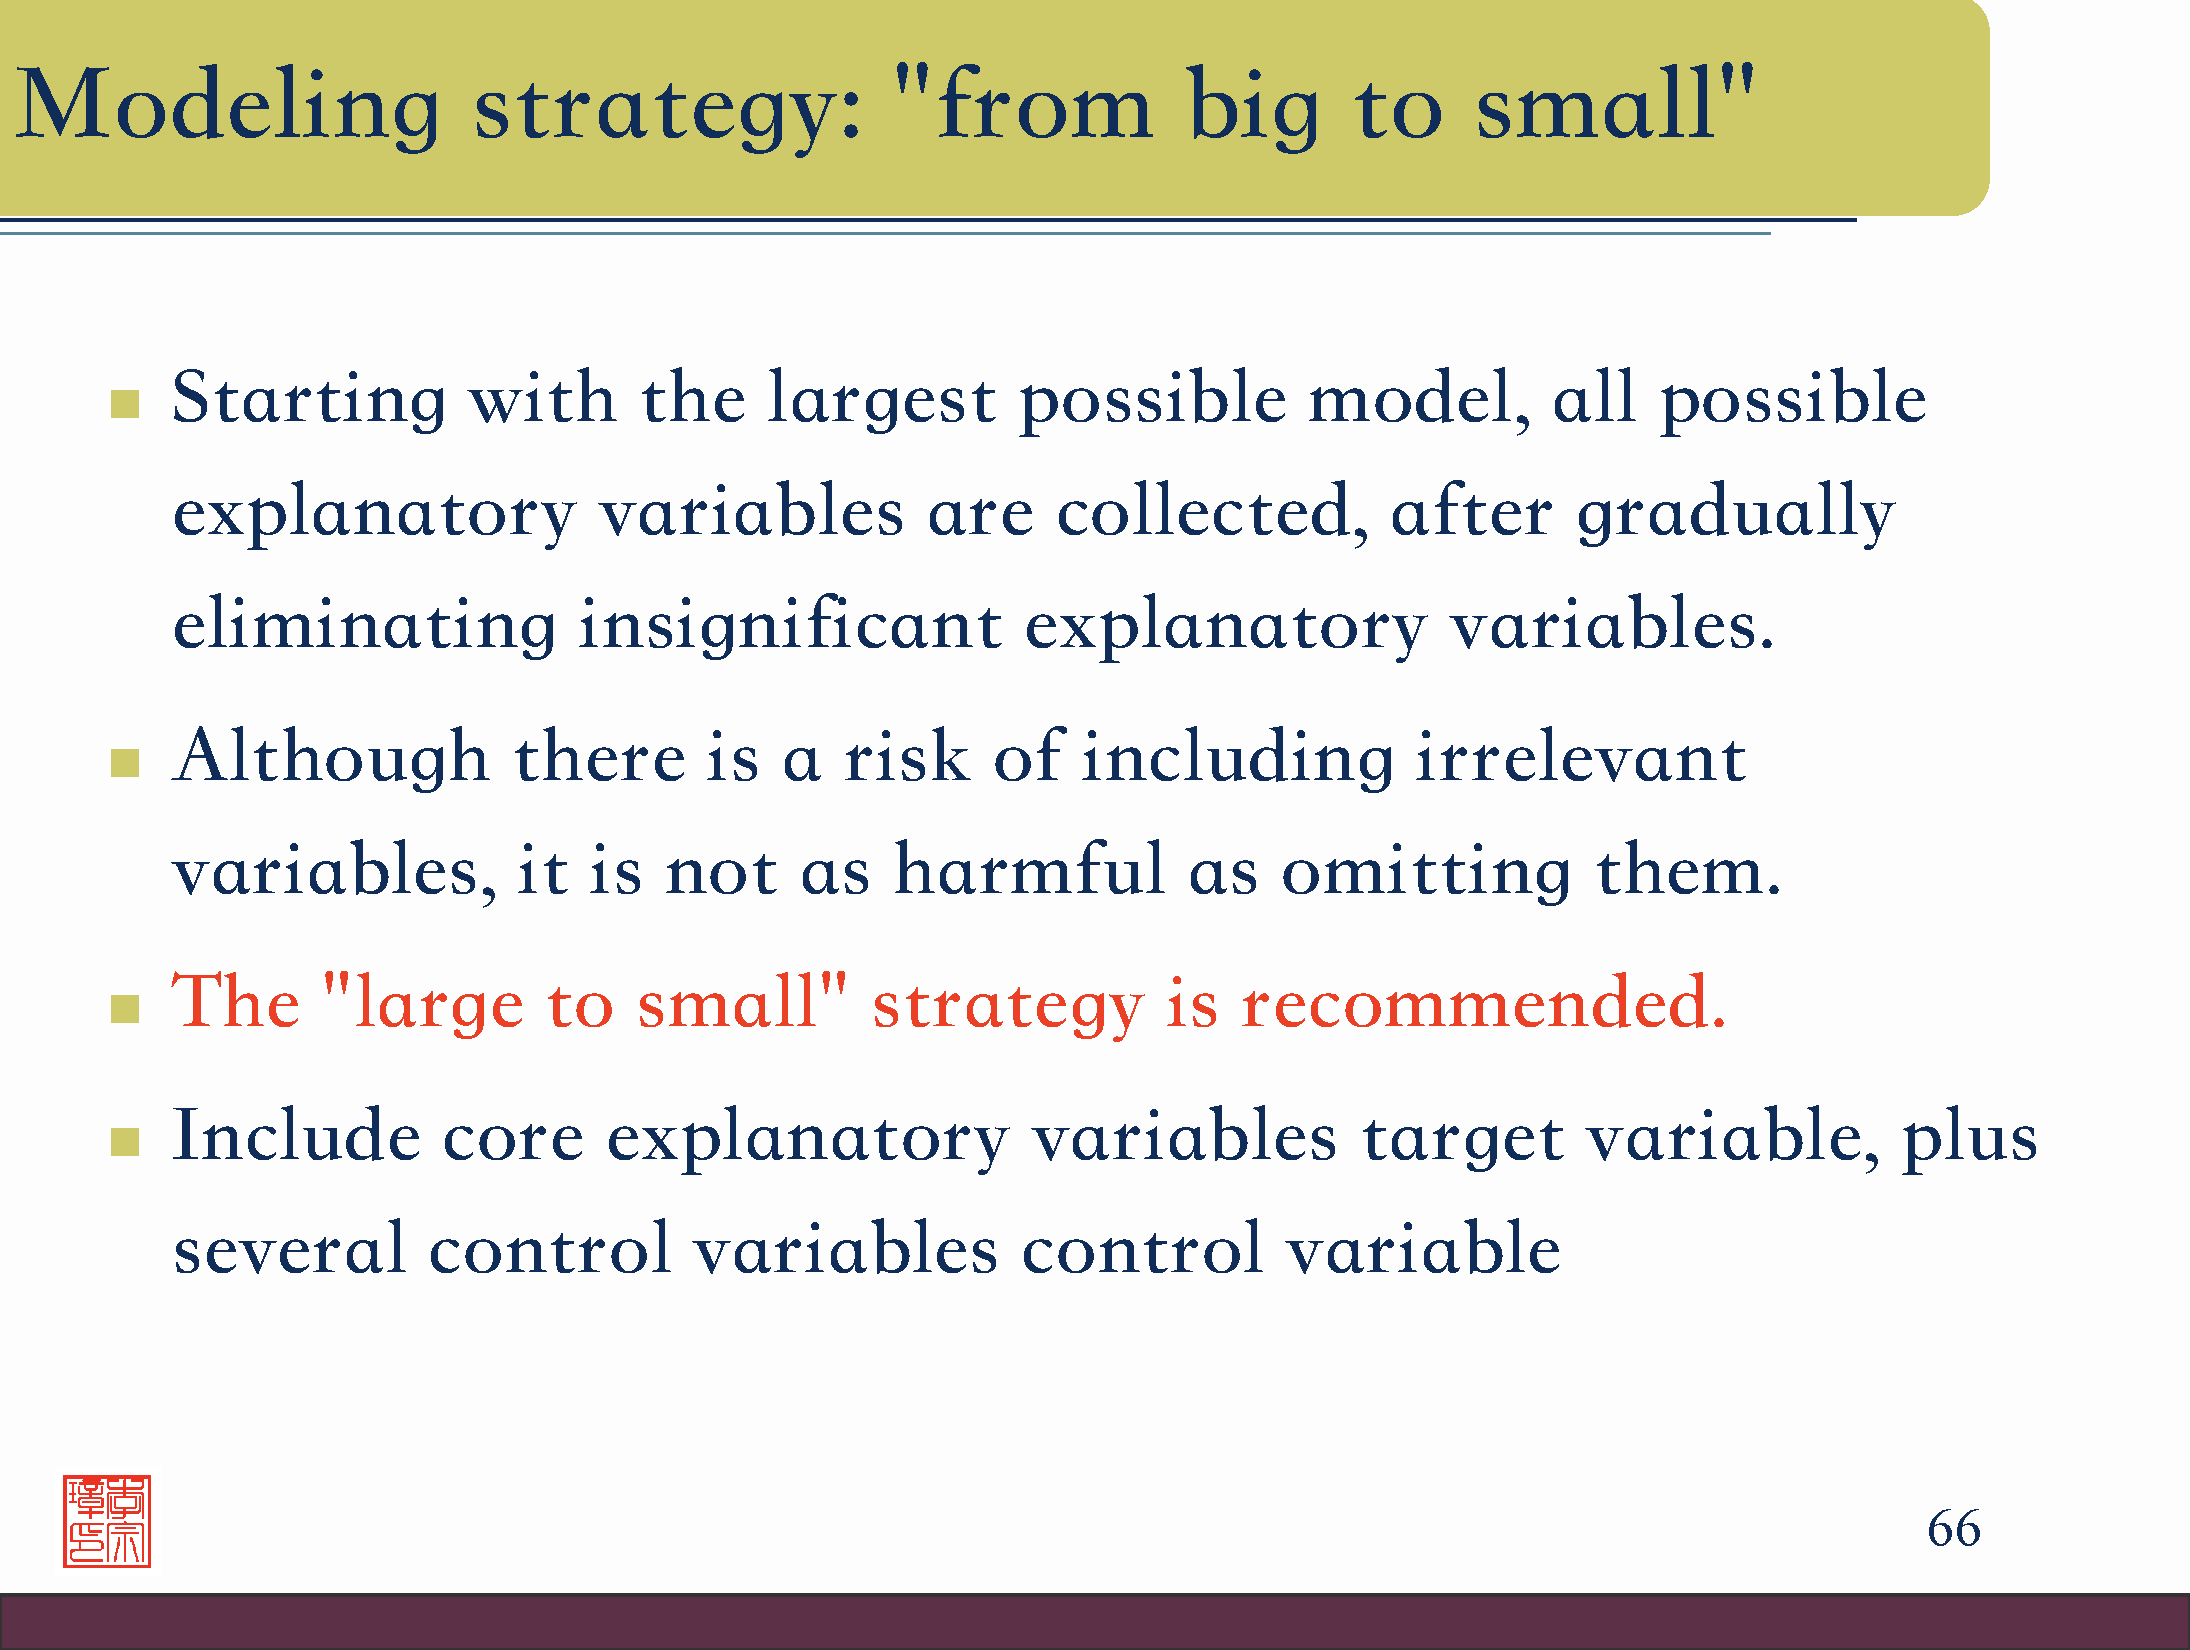 Modeling strategy: "from big to small"
Starting with the largest possible model, all possible
explanatory variables are collected, after gradually
eliminating insignificant explanatory variables.
Although there is a risk of including irrelevant
variables, it is not as harmful as omitting them.
The "large to small" strategy is recommended.
Include core explanatory variables target variable, plus
several control variables control variable
66